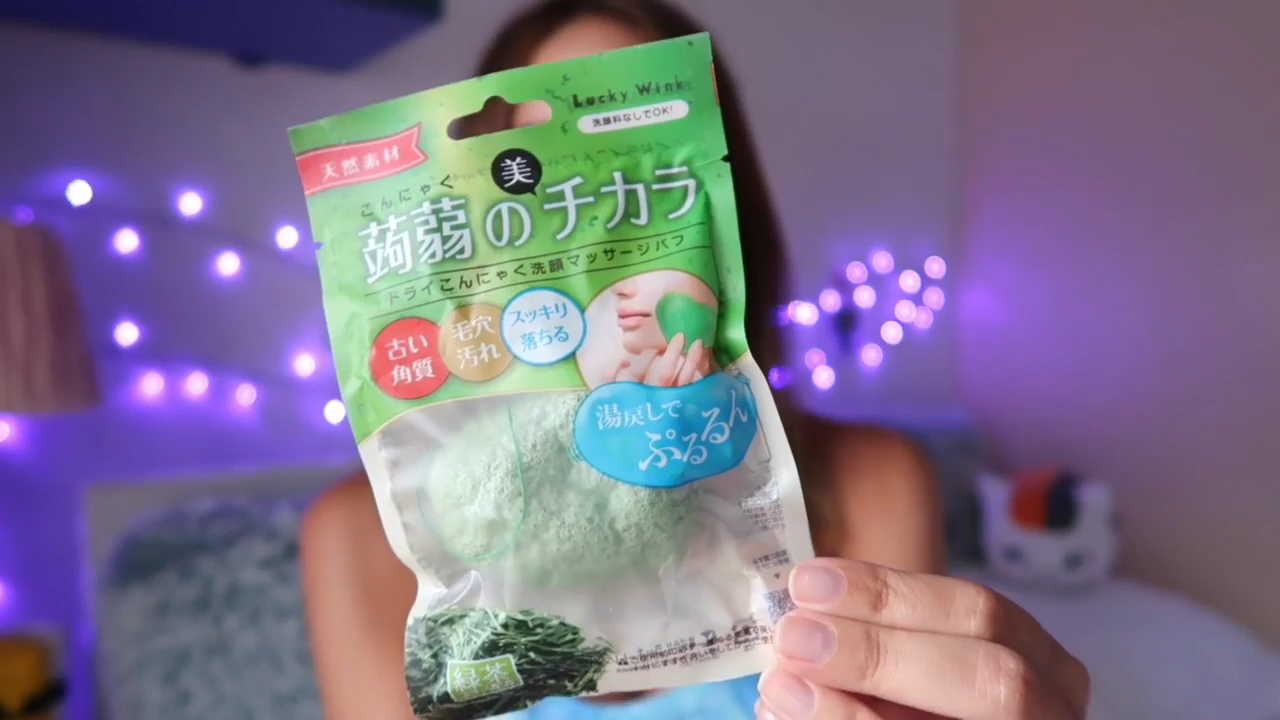 Lucky Wink
洗顔料なしでOK!
天然素材
美
こんにゃく
蒟蒻のチカラ
ドライこんにゃく洗顔マッサージパフ
古い
角質
毛穴
汚れ
スッキリ
落ちる
湯戻しで
ぷるるるん
緑茶